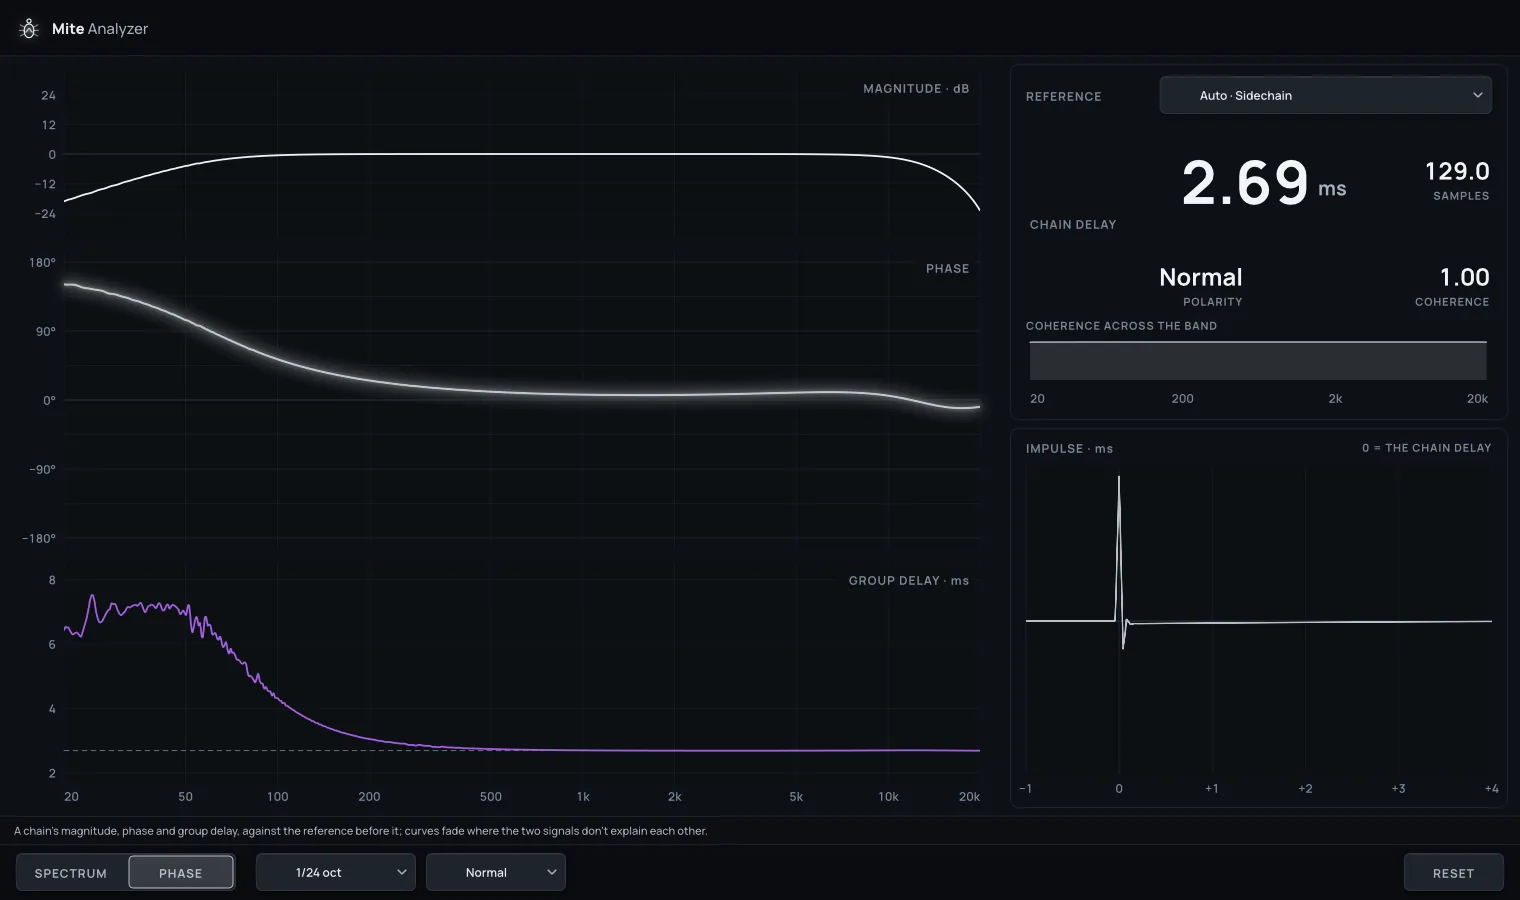 Mite Analyzer
MAGNITUDE · dB
24
12
0
−12
−24
PHASE
180°
90°
0°
−90°
−180°
GROUP DELAY · ms
8
6
4
2
20 50 100 200 500 1k 2k 5k 10k 20k
REFERENCE Auto · Sidechain
2.69 ms
129.0
SAMPLES
CHAIN DELAY
Normal
POLARITY
1.00
COHERENCE
COHERENCE ACROSS THE BAND
20 200 2k 20k
IMPULSE · ms 0 = THE CHAIN DELAY
−1 0 +1 +2 +3 +4
A chain's magnitude, phase and group delay, against the reference before it; curves fade where the two signals don't explain each other.
SPECTRUM PHASE 1/24 oct Normal RESET